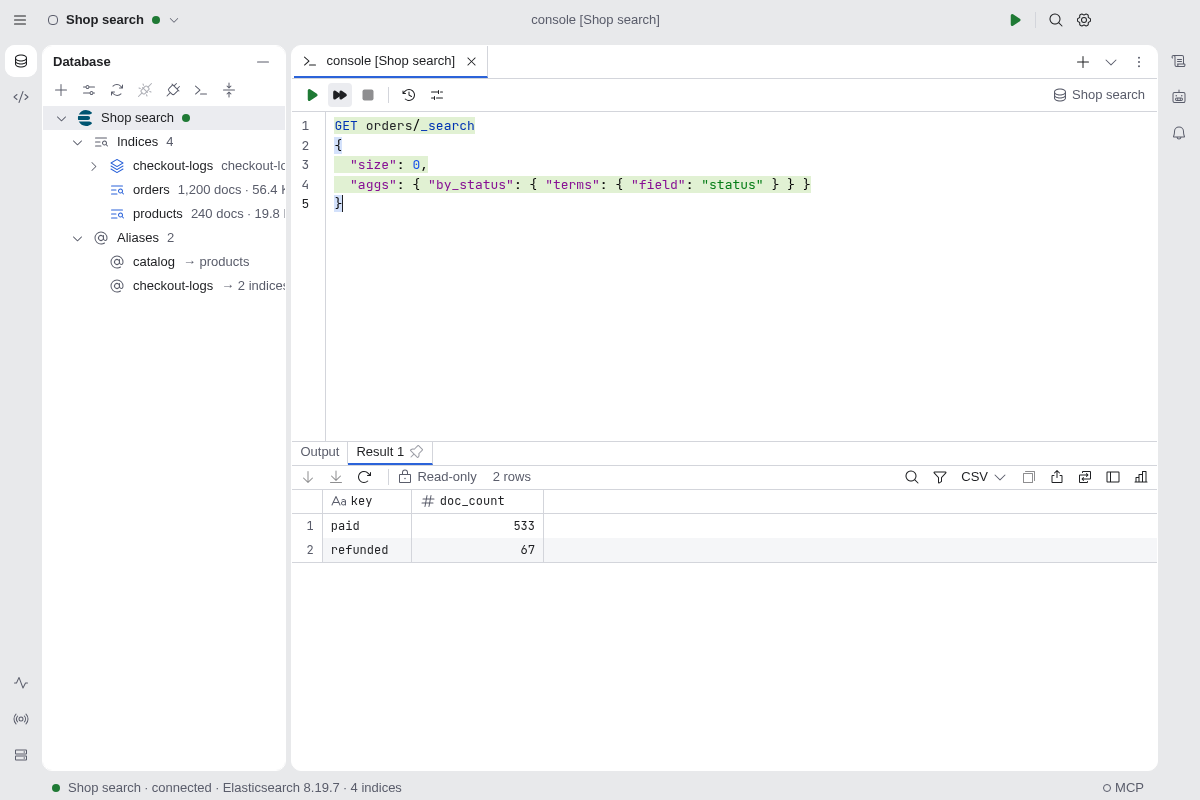 Shop search
console [Shop search]
Database
Shop search
Indices 4
checkout-logs checkout-lo
orders 1,200 docs · 56.4 K
products 240 docs · 19.8
Aliases 2
catalog → products
checkout-logs → 2 indices
console [Shop search]
Shop search
1 GET orders/_search
2 {
3 "size": 0,
4 "aggs": { "by_status": { "terms": { "field": "status" } } }
5 }
Output Result 1
Read-only 2 rows
CSV
Aa key # doc_count
1 paid 533
2 refunded 67
Shop search · connected · Elasticsearch 8.19.7 · 4 indices
MCP